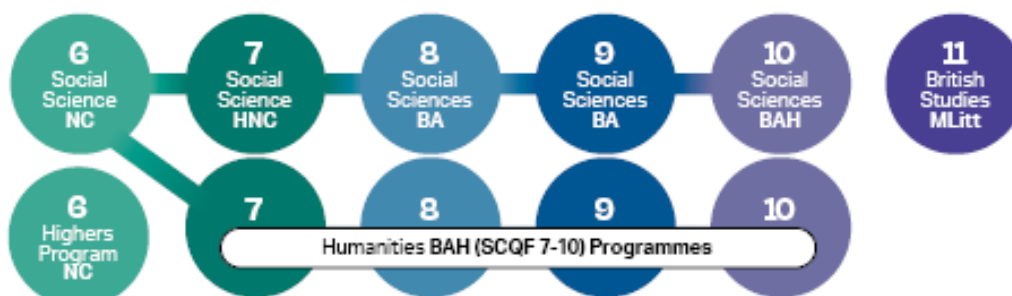 6
Social
Science
NC
7
Social
Science
HNC
8
Social
Sciences
BA
9
Social
Sciences
BA
10
Social
Sciences
BAH
11
British
Studies
MLitt
6
Highers
Program
NC
7
8
9
10
Humanities BAH (SCQF 7-10) Programmes